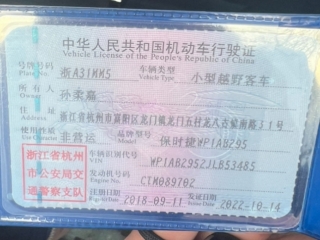 中华人民共和国机动车行驶证
Vehicle License of the People's Republic of China
号牌号码 浙A31MM5 车辆类型 小型越野客车
Plate No. Vehicle Type
所有人 孙柔嘉
Owner
住址 浙江省杭州市富阳区龙门镇龙门五村龙八 南路31号
使用性质 非营运 品牌型号 保时捷WP1AB295
Use Character Model
浙江省杭州
市公安局交
通警察支队
车辆识别代号 WP1AB295ZJLB53485
VIN
发动机号码 CTM089702
Engine No.
注册日期 2018-09-11 发证日期 2022-10-14
Register Date Issue Date